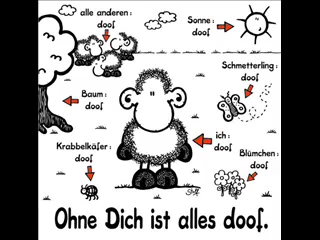 alle anderen:
doof
Sonne:
doof
Schmetterling:
doof
Baum:
doof
ich:
doof
Krabbelkäfer:
doof
Blümchen:
doof
Ohne Dich ist alles doof.